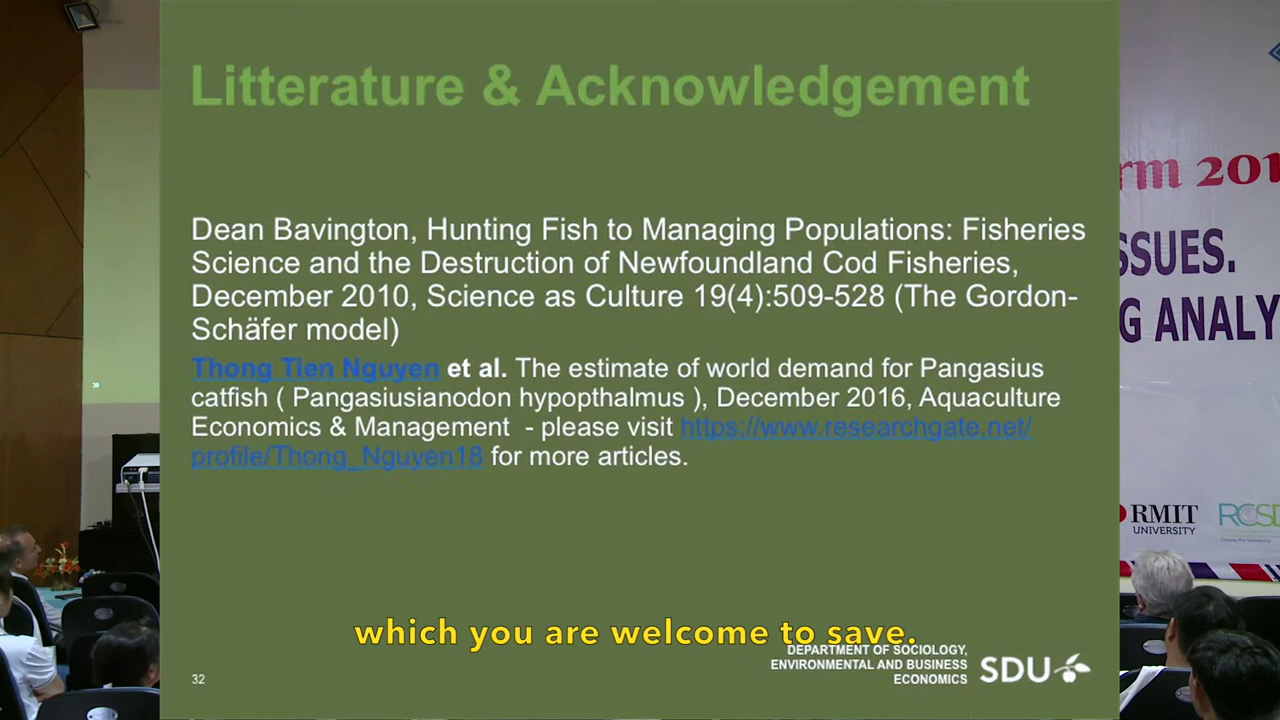 Litterature & Acknowledgement
Dean Bavington, Hunting Fish to Managing Populations: Fisheries
Science and the Destruction of Newfoundland Cod Fisheries,
December 2010, Science as Culture 19(4):509-528 (The Gordon-
Schäfer model)
Thong Tien Nguyen et al. The estimate of world demand for Pangasius
catfish ( Pangasiusianodon hypopthalmus ), December 2016, Aquaculture
Economics & Management - please visit https://www.researchgate.net/
profile/Thong_Nguyen18 for more articles.
which you are welcome to save.
DEPARTMENT OF SOCIOLOGY,
ENVIRONMENTAL AND BUSINESS
ECONOMICS
SDU
32
rm 201
SSUES.
G ANALY
RMIT
UNIVERSITY
RCSD